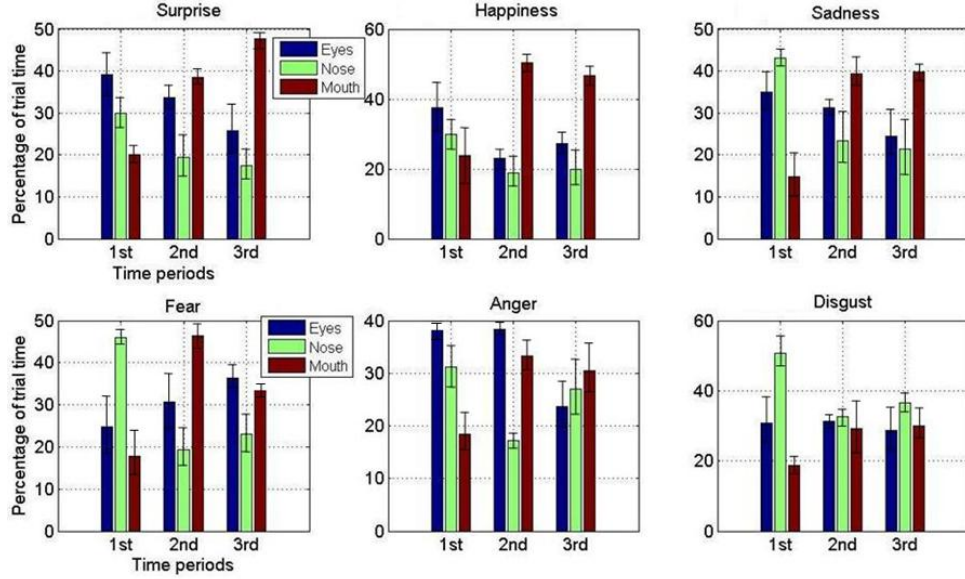 Surprise
Percentage of trial time
50
40
30
20
10
0
1st 2nd 3rd
Time periods
Eyes
Nose
Mouth
Happiness
60
40
20
0
1st 2nd 3rd
Sadness
50
40
30
20
10
0
1st 2nd 3rd
Fear
Percentage of trial time
50
40
30
20
10
0
1st 2nd 3rd
Time periods
Eyes
Nose
Mouth
Anger
40
30
20
10
0
1st 2nd 3rd
Disgust
60
40
20
0
1st 2nd 3rd